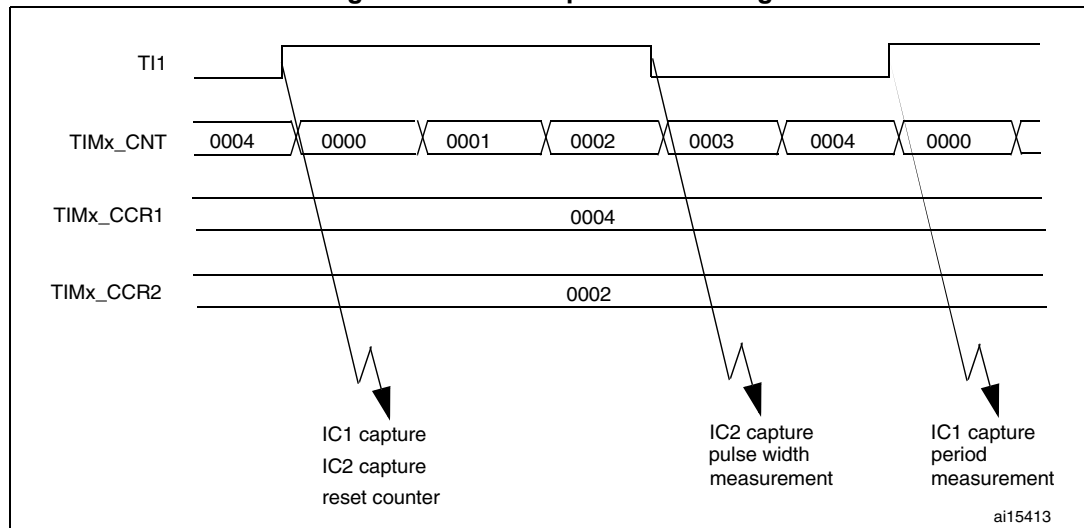 TI1
TIMx_CNT 0004 0000 0001 0002 0003 0004 0000
TIMx_CCR1 0004
TIMx_CCR2 0002
IC1 capture
IC2 capture
reset counter
IC2 capture
pulse width
measurement
IC1 capture
period
measurement
ai15413